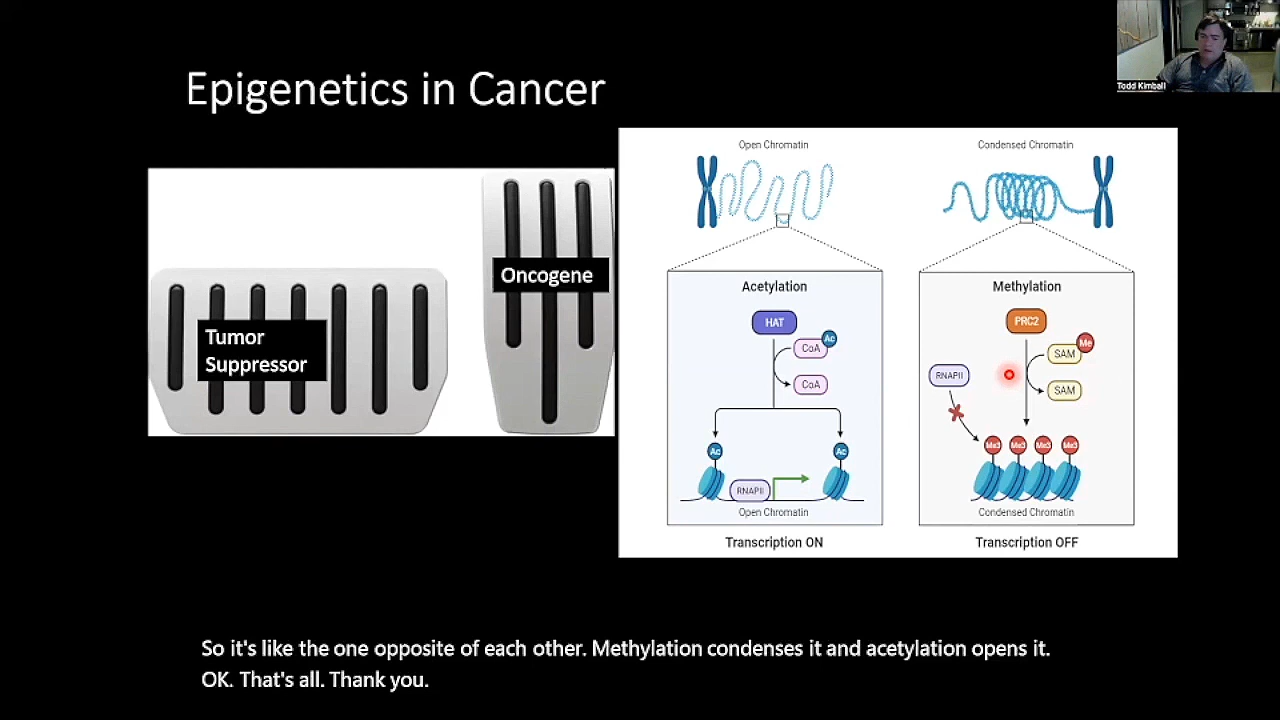 Todd Kimball
Epigenetics in Cancer
Tumor
Suppressor
Oncogene
Open Chromatin
Condensed Chromatin
Acetylation
HAT
Ac
CoA
CoA
Ac
Ac
RNAPII
Open Chromatin
Transcription ON
Methylation
PRC2
Me
SAM
RNAPII
SAM
Me3 Me3 Me3 Me3
Condensed Chromatin
Transcription OFF
So it's like the one opposite of each other. Methylation condenses it and acetylation opens it.
OK. That's all. Thank you.